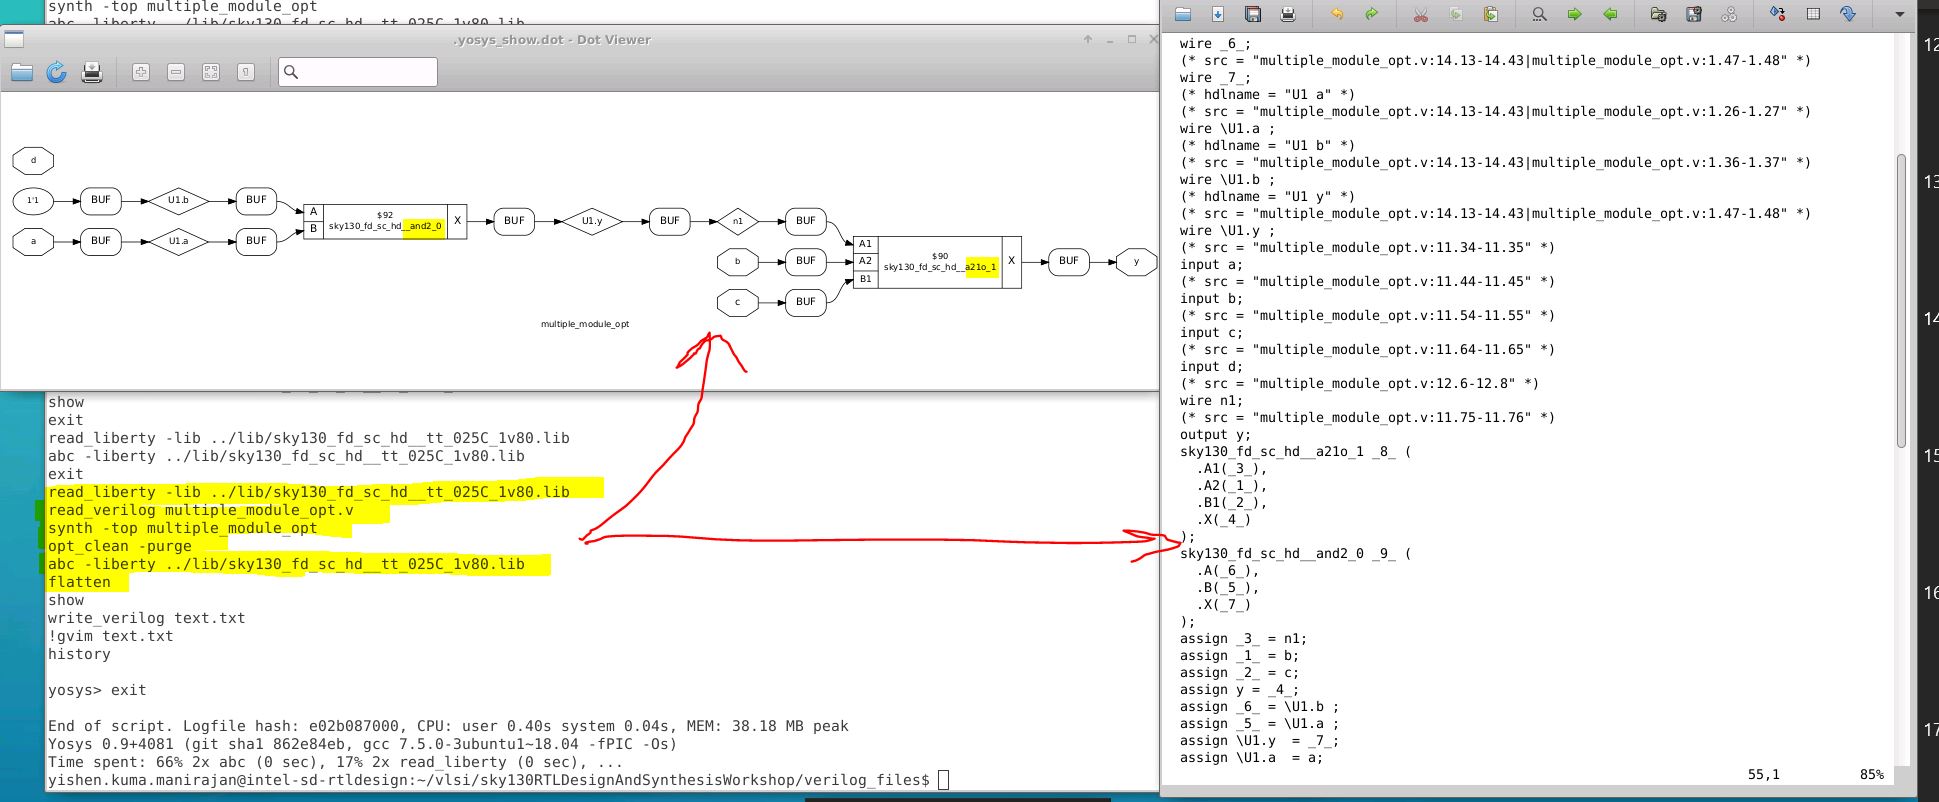 synth -top multiple_module_opt
.yosys_show.dot - Dot Viewer
d
1'1
BUF
U1.b
BUF
a
BUF
U1.a
BUF
A
B
$92
sky130_fd_sc_hd__and2_0
X
BUF
U1.y
BUF
n1
BUF
b
BUF
c
BUF
A1
A2
B1
$90
sky130_fd_sc_hd__a21o_1
X
BUF
y
multiple_module_opt
show
exit
read_liberty -lib ../lib/sky130_fd_sc_hd__tt_025C_1v80.lib
abc -liberty ../lib/sky130_fd_sc_hd__tt_025C_1v80.lib
exit
read_liberty -lib ../lib/sky130_fd_sc_hd__tt_025C_1v80.lib
read_verilog multiple_module_opt.v
synth -top multiple_module_opt
opt_clean -purge
abc -liberty ../lib/sky130_fd_sc_hd__tt_025C_1v80.lib
flatten
show
write_verilog text.txt
!gvim text.txt
history
yosys> exit
End of script. Logfile hash: e02b087000, CPU: user 0.40s system 0.04s, MEM: 38.18 MB peak
Yosys 0.9+4081 (git sha1 862e84eb, gcc 7.5.0-3ubuntu1~18.04 -fPIC -Os)
Time spent: 66% 2x abc (0 sec), 17% 2x read_liberty (0 sec), ...
yishen.kuma.manirajan@intel-sd-rtldesign:~/vlsi/sky130RTLDesignAndSynthesisWorkshop/verilog_files$
wire _6_;
(* src = "multiple_module_opt.v:14.13-14.43|multiple_module_opt.v:1.47-1.48" *)
wire _7_;
(* hdlname = "U1 a" *)
(* src = "multiple_module_opt.v:14.13-14.43|multiple_module_opt.v:1.26-1.27" *)
wire \U1.a ;
(* hdlname = "U1 b" *)
(* src = "multiple_module_opt.v:14.13-14.43|multiple_module_opt.v:1.36-1.37" *)
wire \U1.b ;
(* hdlname = "U1 y" *)
(* src = "multiple_module_opt.v:14.13-14.43|multiple_module_opt.v:1.47-1.48" *)
wire \U1.y ;
(* src = "multiple_module_opt.v:11.34-11.35" *)
input a;
(* src = "multiple_module_opt.v:11.44-11.45" *)
input b;
(* src = "multiple_module_opt.v:11.54-11.55" *)
input c;
(* src = "multiple_module_opt.v:11.64-11.65" *)
input d;
(* src = "multiple_module_opt.v:12.6-12.8" *)
wire n1;
(* src = "multiple_module_opt.v:11.75-11.76" *)
output y;
sky130_fd_sc_hd__a21o_1 _8_ (
.A1(_3_),
.A2(_1_),
.B1(_2_),
.X(_4_)
);
sky130_fd_sc_hd__and2_0 _9_ (
.A(_6_),
.B(_5_),
.X(_7_)
);
assign _3_ = n1;
assign _1_ = b;
assign _2_ = c;
assign y = _4_;
assign _6_ = \U1.b ;
assign _5_ = \U1.a ;
assign \U1.y  = _7_;
assign \U1.a  = a;
55,1 85%
12
13
14
15
16
17